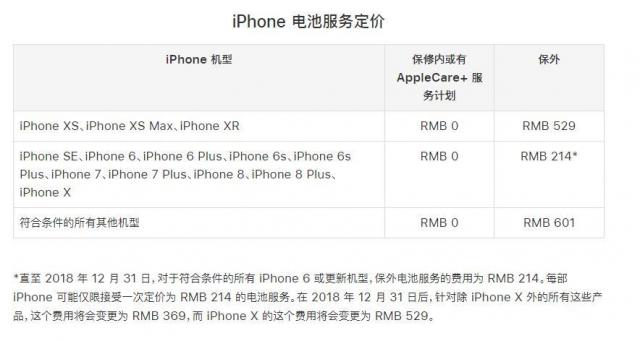 iPhone 电池服务定价
iPhone 机型
保修内或有
AppleCare+ 服
务计划
保外
iPhone XS、iPhone XS Max、iPhone XR
RMB 0
RMB 529
iPhone SE、iPhone 6、iPhone 6 Plus、iPhone 6s、iPhone 6s
Plus、iPhone 7、iPhone 7 Plus、iPhone 8、iPhone 8 Plus、
iPhone X
RMB 0
RMB 214*
符合条件的所有其他机型
RMB 0
RMB 601
*直至 2018 年 12 月 31 日，对于符合条件的所有 iPhone 6 或更新机型，保外电池服务的费用为 RMB 214。每部
iPhone 可能仅限接受一次定价为 RMB 214 的电池服务。在 2018 年 12 月 31 日后，针对除 iPhone X 外的所有这些产
品，这个费用将会变更为 RMB 369，而 iPhone X 的这个费用将会变更为 RMB 529。